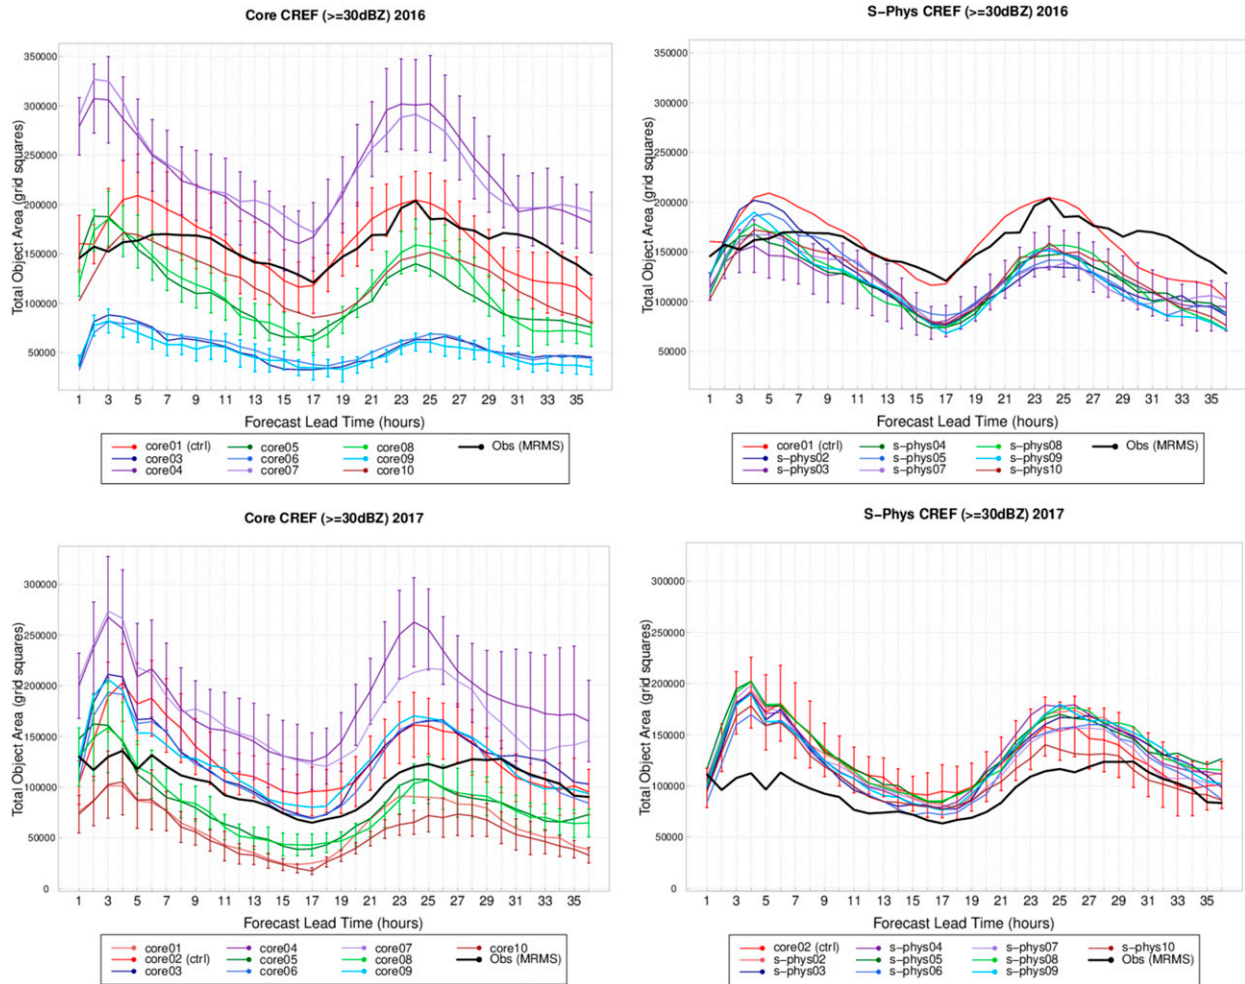 Core CREF (>=30dBZ) 2016
Total Object Area (grid squares)
350000
300000
250000
200000
150000
100000
50000
1 3 5 7 9 11 13 15 17 19 21 23 25 27 29 31 33 35
Forecast Lead Time (hours)
core01 (ctrl) core05 core08 Obs (MRMS)
core03 core06 core09
core04 core07 core10
S-Phys CREF (>=30dBZ) 2016
Total Object Area (grid squares)
350000
300000
250000
200000
150000
100000
50000
1 3 5 7 9 11 13 15 17 19 21 23 25 27 29 31 33 35
Forecast Lead Time (hours)
core01 (ctrl) s-phys04 s-phys08 Obs (MRMS)
s-phys02 s-phys05 s-phys09
s-phys03 s-phys07 s-phys10
Core CREF (>=30dBZ) 2017
Total Object Area (grid squares)
300000
250000
200000
150000
100000
50000
0
1 3 5 7 9 11 13 15 17 19 21 23 25 27 29 31 33 35
Forecast Lead Time (hours)
core01 core04 core07 core10
core02 (ctrl) core05 core08 Obs (MRMS)
core03 core06 core09
S-Phys CREF (>=30dBZ) 2017
Total Object Area (grid squares)
300000
250000
200000
150000
100000
50000
0
1 3 5 7 9 11 13 15 17 19 21 23 25 27 29 31 33 35
Forecast Lead Time (hours)
core02 (ctrl) s-phys04 s-phys07 s-phys10
s-phys02 s-phys05 s-phys08 Obs (MRMS)
s-phys03 s-phys06 s-phys09